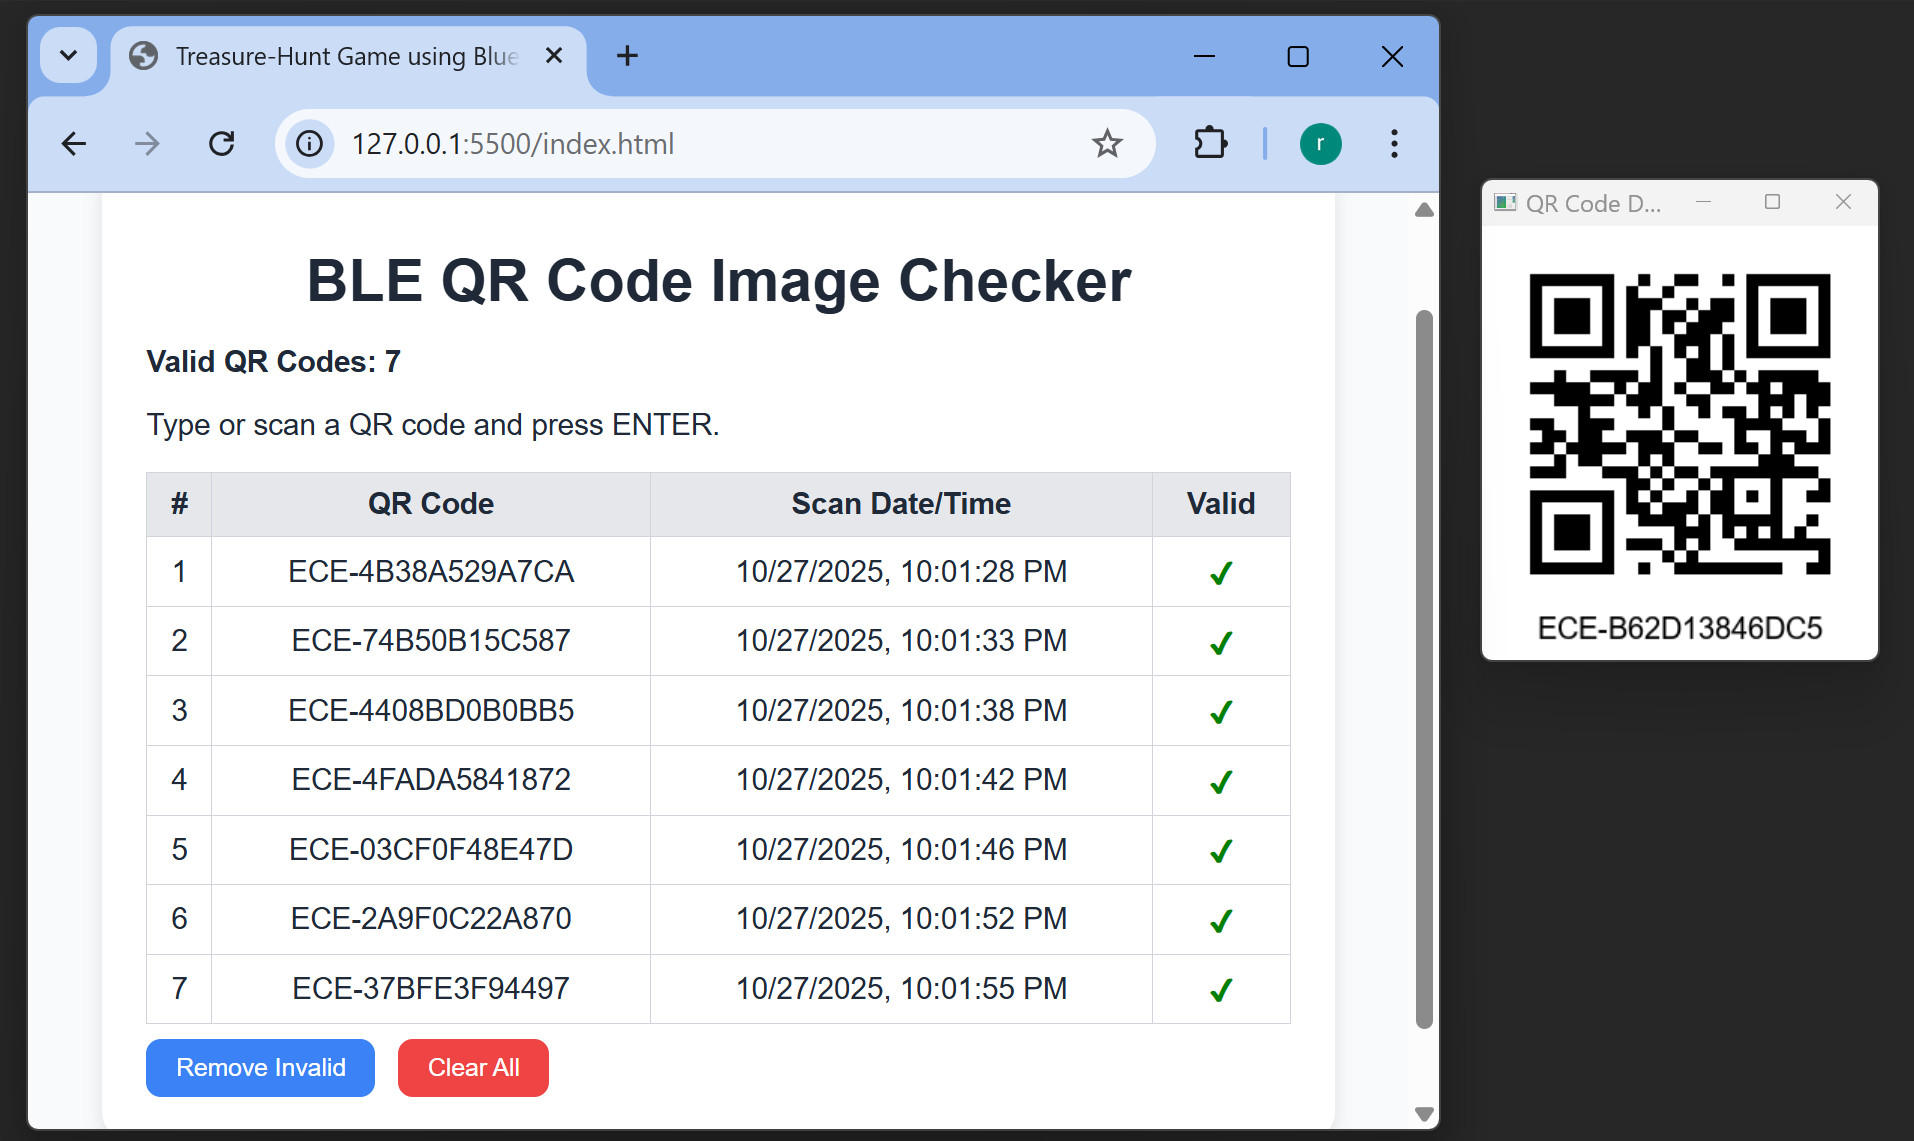 Treasure-Hunt Game using Blue
127.0.0.1:5500/index.html
r
BLE QR Code Image Checker
Valid QR Codes: 7
Type or scan a QR code and press ENTER.
# QR Code Scan Date/Time Valid
1 ECE-4B38A529A7CA 10/27/2025, 10:01:28 PM ✔
2 ECE-74B50B15C587 10/27/2025, 10:01:33 PM ✔
3 ECE-4408BD0B0BB5 10/27/2025, 10:01:38 PM ✔
4 ECE-4FADA5841872 10/27/2025, 10:01:42 PM ✔
5 ECE-03CF0F48E47D 10/27/2025, 10:01:46 PM ✔
6 ECE-2A9F0C22A870 10/27/2025, 10:01:52 PM ✔
7 ECE-37BFE3F94497 10/27/2025, 10:01:55 PM ✔
Remove Invalid Clear All
QR Code D...
ECE-B62D13846DC5